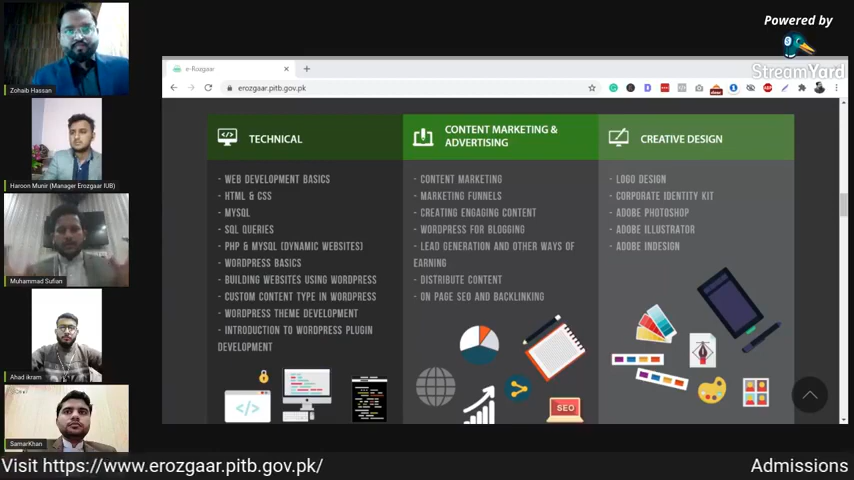 Powered by
StreamYard
Zohaib Hassan
Haroon Munir (Manager Erozgaar IUB)
Muhammad Sufian
Ahad ikram
SamarKhan
e-Rozgaar
erozgaar.pitb.gov.pk
TECHNICAL
- WEB DEVELOPMENT BASICS
- HTML & CSS
- MYSQL
- SQL QUERIES
- PHP & MYSQL (DYNAMIC WEBSITES)
- WORDPRESS BASICS
- BUILDING WEBSITES USING WORDPRESS
- CUSTOM CONTENT TYPE IN WORDPRESS
- WORDPRESS THEME DEVELOPMENT
- INTRODUCTION TO WORDPRESS PLUGIN
DEVELOPMENT
CONTENT MARKETING &
ADVERTISING
- CONTENT MARKETING
- MARKETING FUNNELS
- CREATING ENGAGING CONTENT
- WORDPRESS FOR BLOGGING
- LEAD GENERATION AND OTHER WAYS OF
EARNING
- DISTRIBUTE CONTENT
- ON PAGE SEO AND BACKLINKING
SEO
CREATIVE DESIGN
- LOGO DESIGN
- CORPORATE IDENTITY KIT
- ADOBE PHOTOSHOP
- ADOBE ILLUSTRATOR
- ADOBE INDESIGN
Visit https://www.erozgaar.pitb.gov.pk/
Admissions